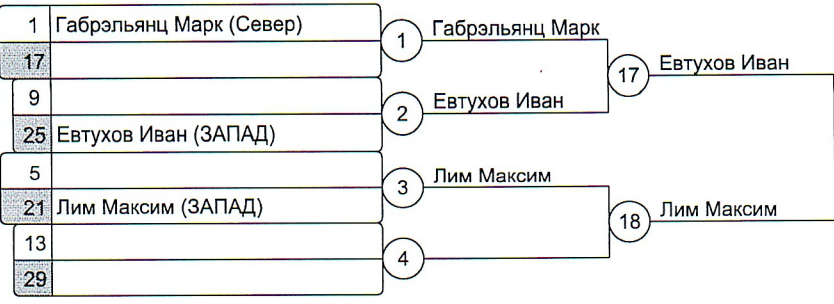 1 Габрэльянц Марк (Север)
17
1 Габрэльянц Марк
9
25 Евтухов Иван (ЗАПАД)
2 Евтухов Иван
17 Евтухов Иван
5
21 Лим Максим (ЗАПАД)
3 Лим Максим
13
29
4
18 Лим Максим